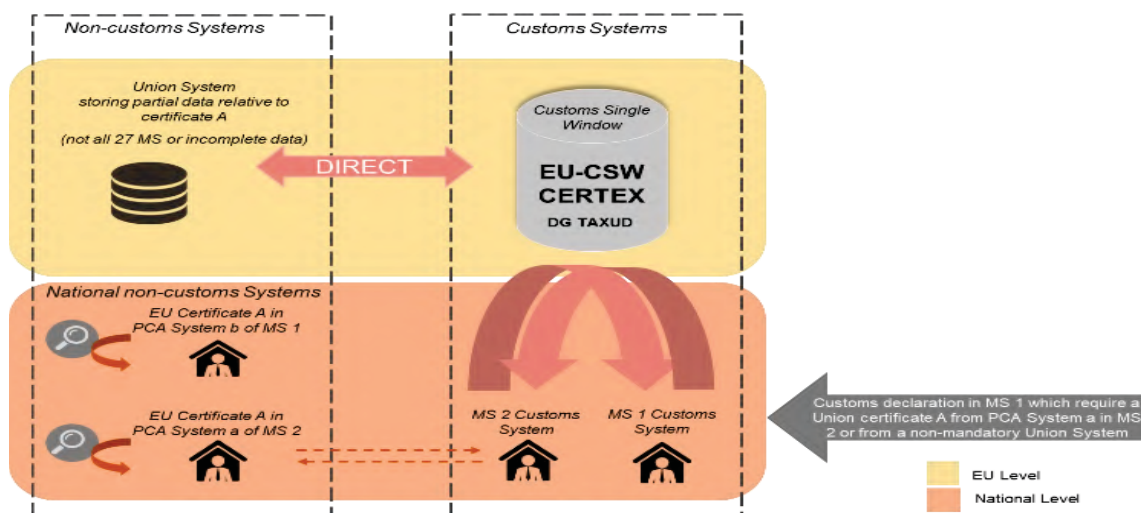 Non-customs Systems
Customs Systems
Union System
storing partial data relative to
certificate A
(not all 27 MS or incomplete data)
DIRECT
Customs Single
Window
EU-CSW
CERTEX
DG TAXUD
National non-customs Systems
EU Certificate A in
PCA System b of MS 1
EU Certificate A in
PCA System a of MS 2
MS 2 Customs
System
MS 1 Customs
System
Customs declaration in MS 1 which require a
Union certificate A from PCA System a in MS
2 or from a non-mandatory Union System
EU Level
National Level